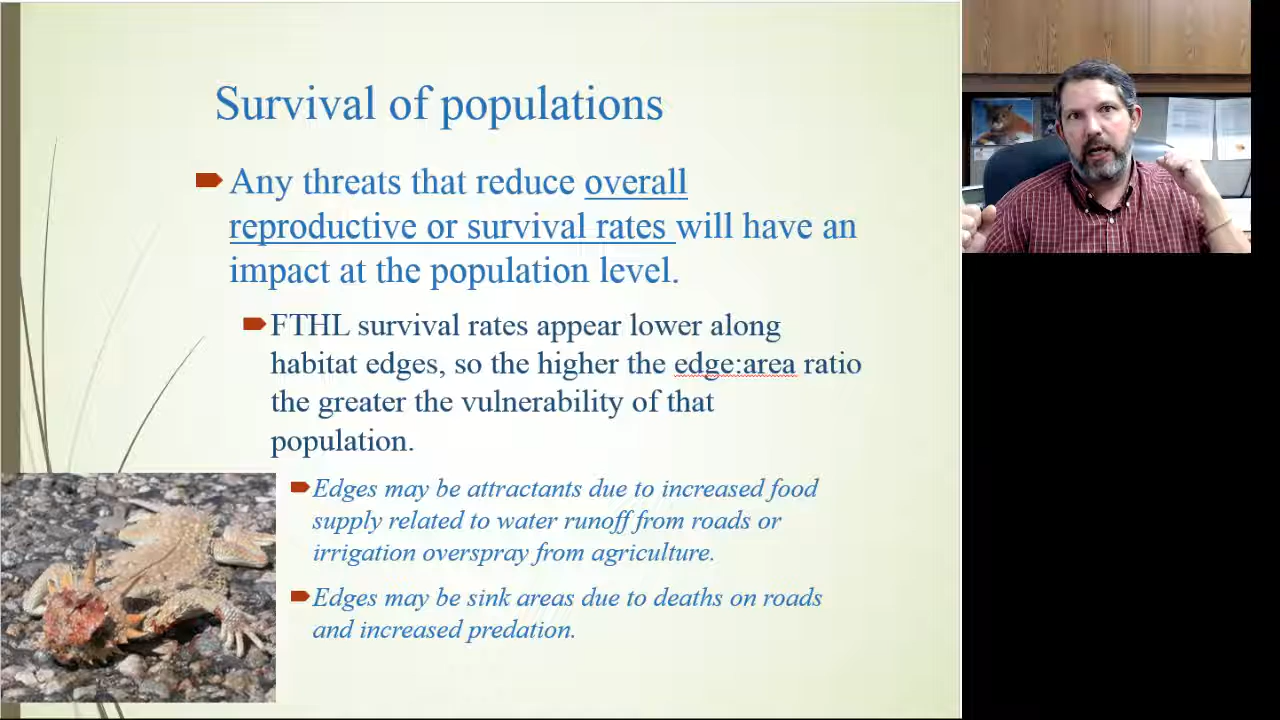 Survival of populations
Any threats that reduce overall
reproductive or survival rates will have an
impact at the population level.
FTHL survival rates appear lower along
habitat edges, so the higher the edge:area ratio
the greater the vulnerability of that
population.
Edges may be attractants due to increased food
supply related to water runoff from roads or
irrigation overspray from agriculture.
Edges may be sink areas due to deaths on roads
and increased predation.